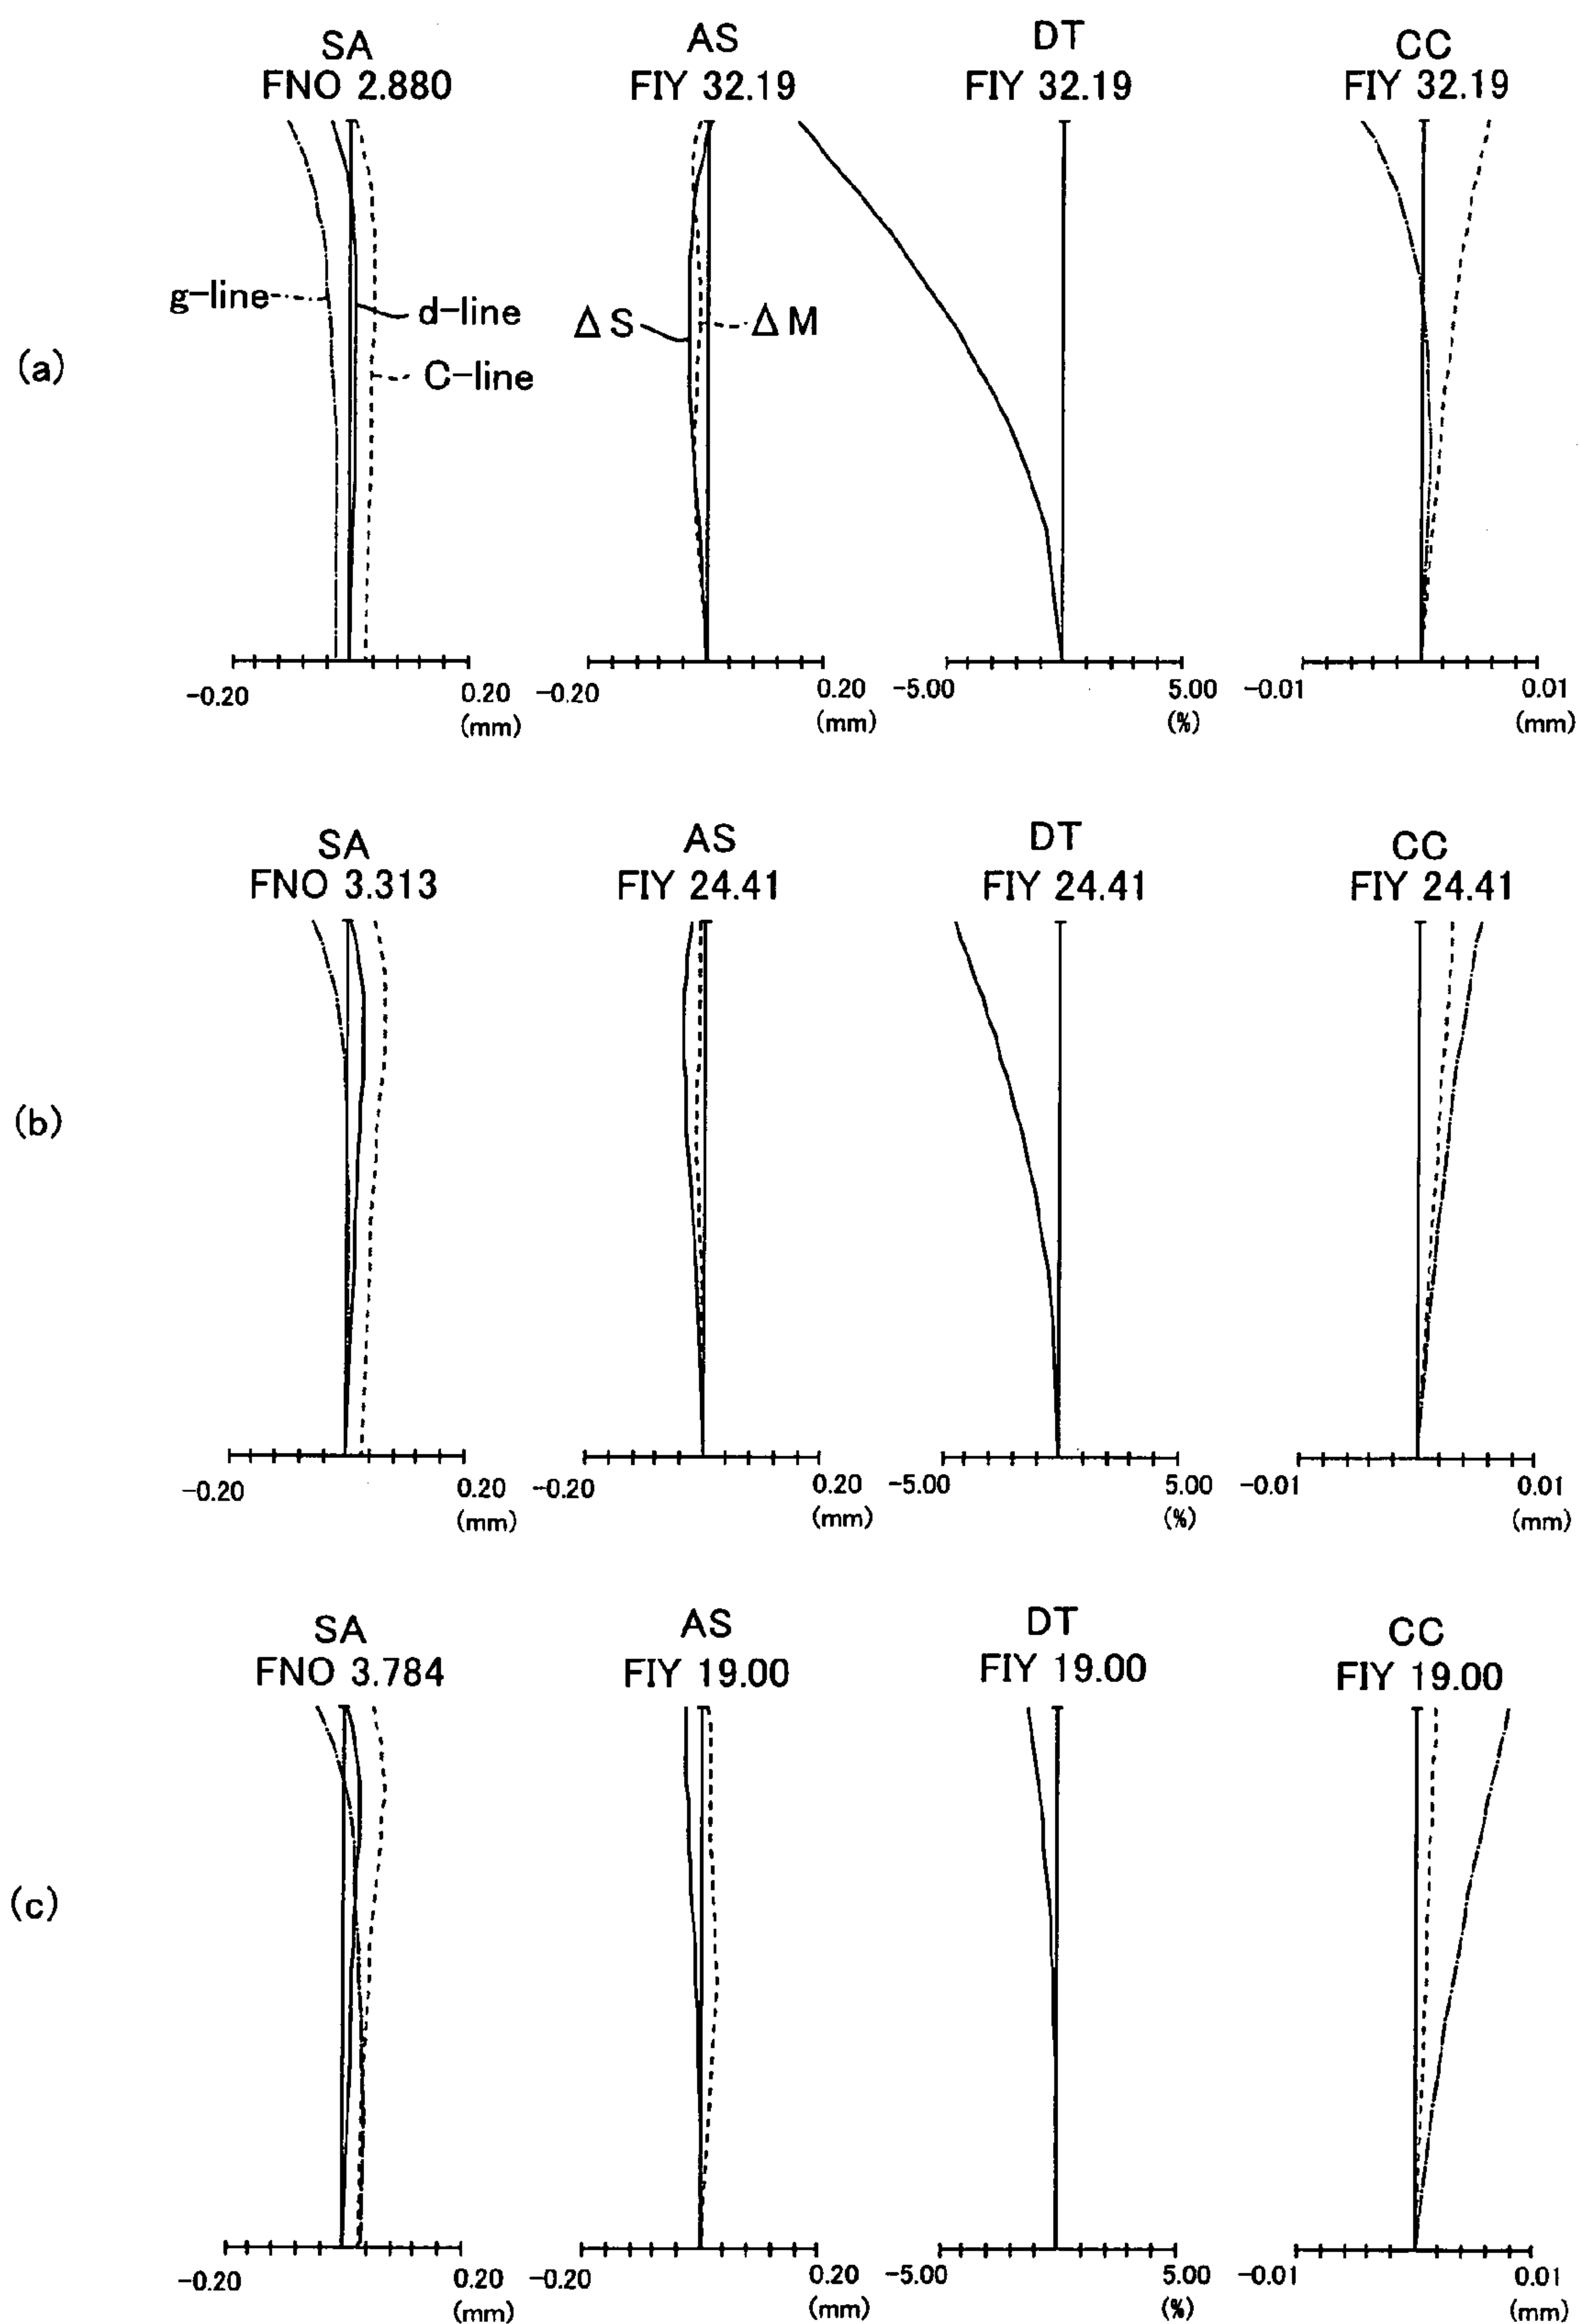 SA AS DT CC
FNO 2.880 FIY 32.19 FIY 32.19 FIY 32.19
g-line d-line ΔS ΔM
(a) C-line
-0.20 0.20 -0.20 0.20 -5.00 5.00 -0.01 0.01
(mm) (mm) (%) (mm)
SA AS DT CC
FNO 3.313 FIY 24.41 FIY 24.41 FIY 24.41
(b)
-0.20 0.20 -0.20 0.20 -5.00 5.00 -0.01 0.01
(mm) (mm) (%) (mm)
SA AS DT CC
FNO 3.784 FIY 19.00 FIY 19.00 FIY 19.00
(c)
-0.20 0.20 -0.20 0.20 -5.00 5.00 -0.01 0.01
(mm) (mm) (%) (mm)